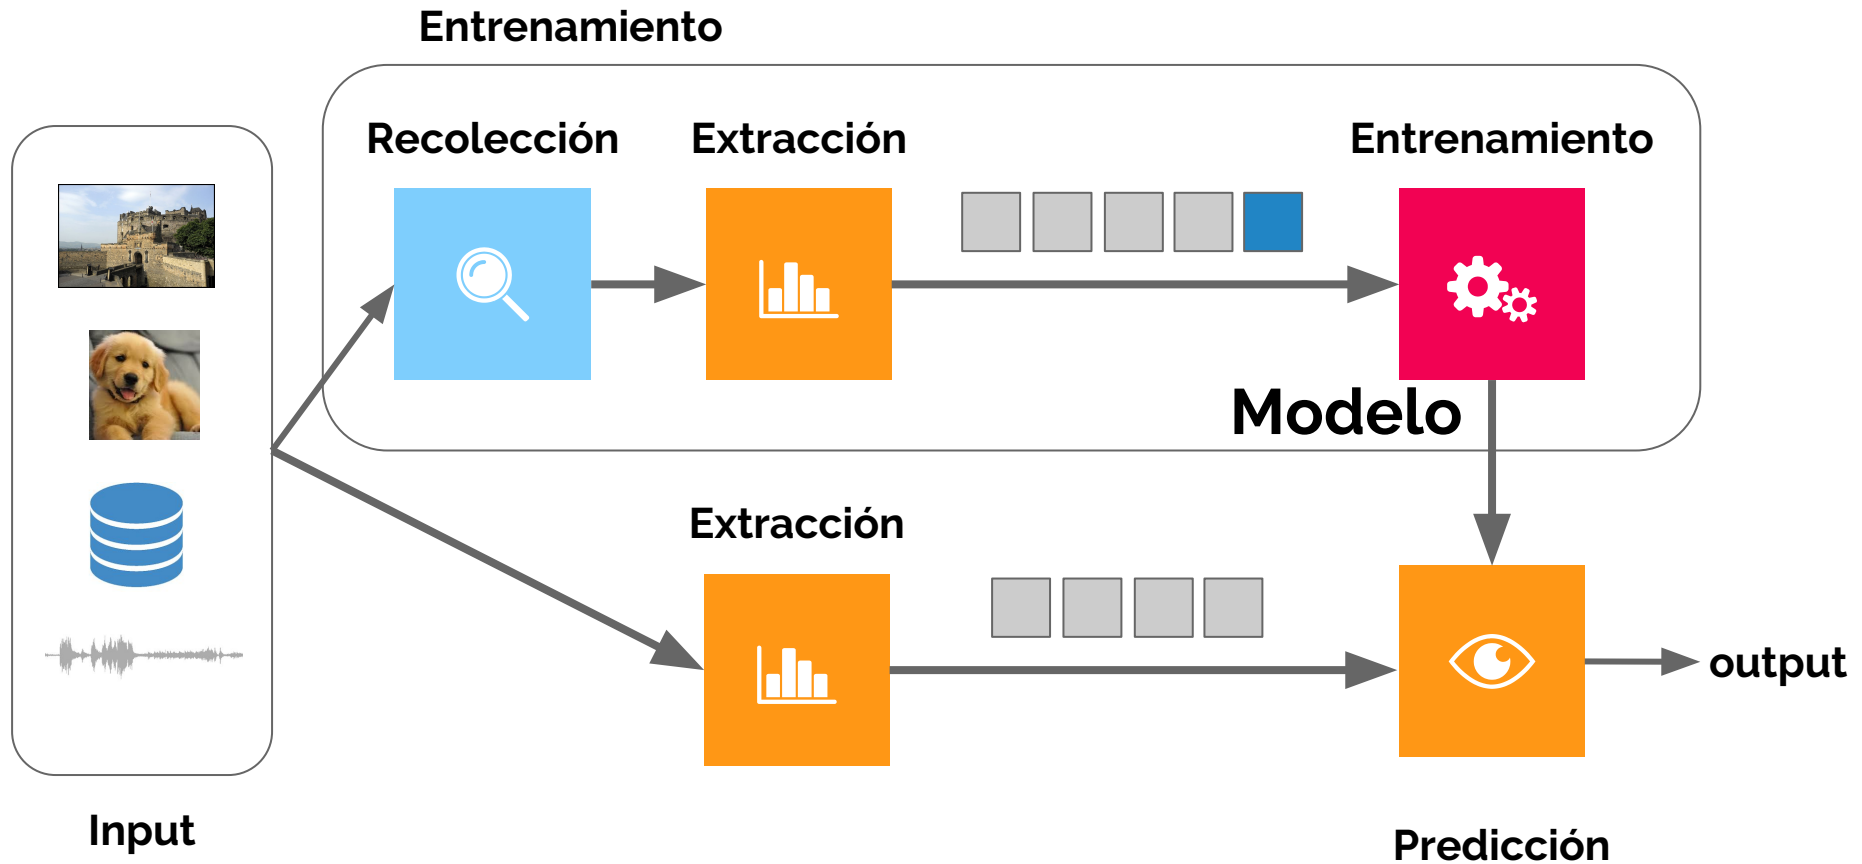 Entrenamiento
Recolección
Extracción
Entrenamiento
Modelo
Extracción
output
Input
Predicción